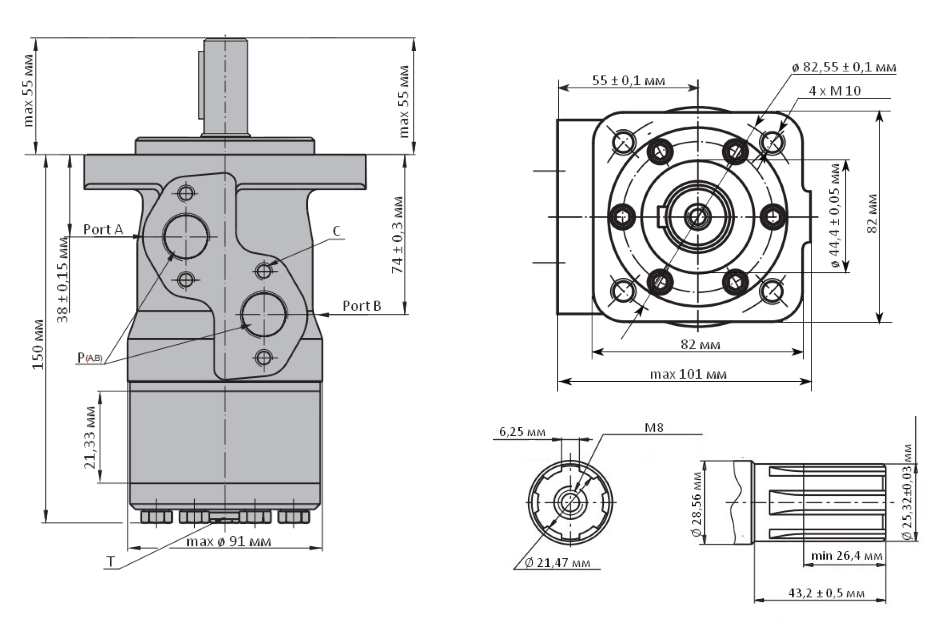 max 55 мм
max 55 мм
Port A
C
38 ± 0,15 мм
74 ± 0,3 мм
150 мм
Port B
P(A,B)
21,33 мм
max ø 91 мм
T
55 ± 0,1 мм
ø 82,55 ± 0,1 мм
4 x M 10
ø 44,4 ± 0,05 мм
82 мм
82 мм
max 101 мм
6,25 мм
M8
Ø 21,47 мм
Ø 28,56 мм
Ø 25,32±0,03 мм
min 26,4 мм
43,2 ± 0,5 мм